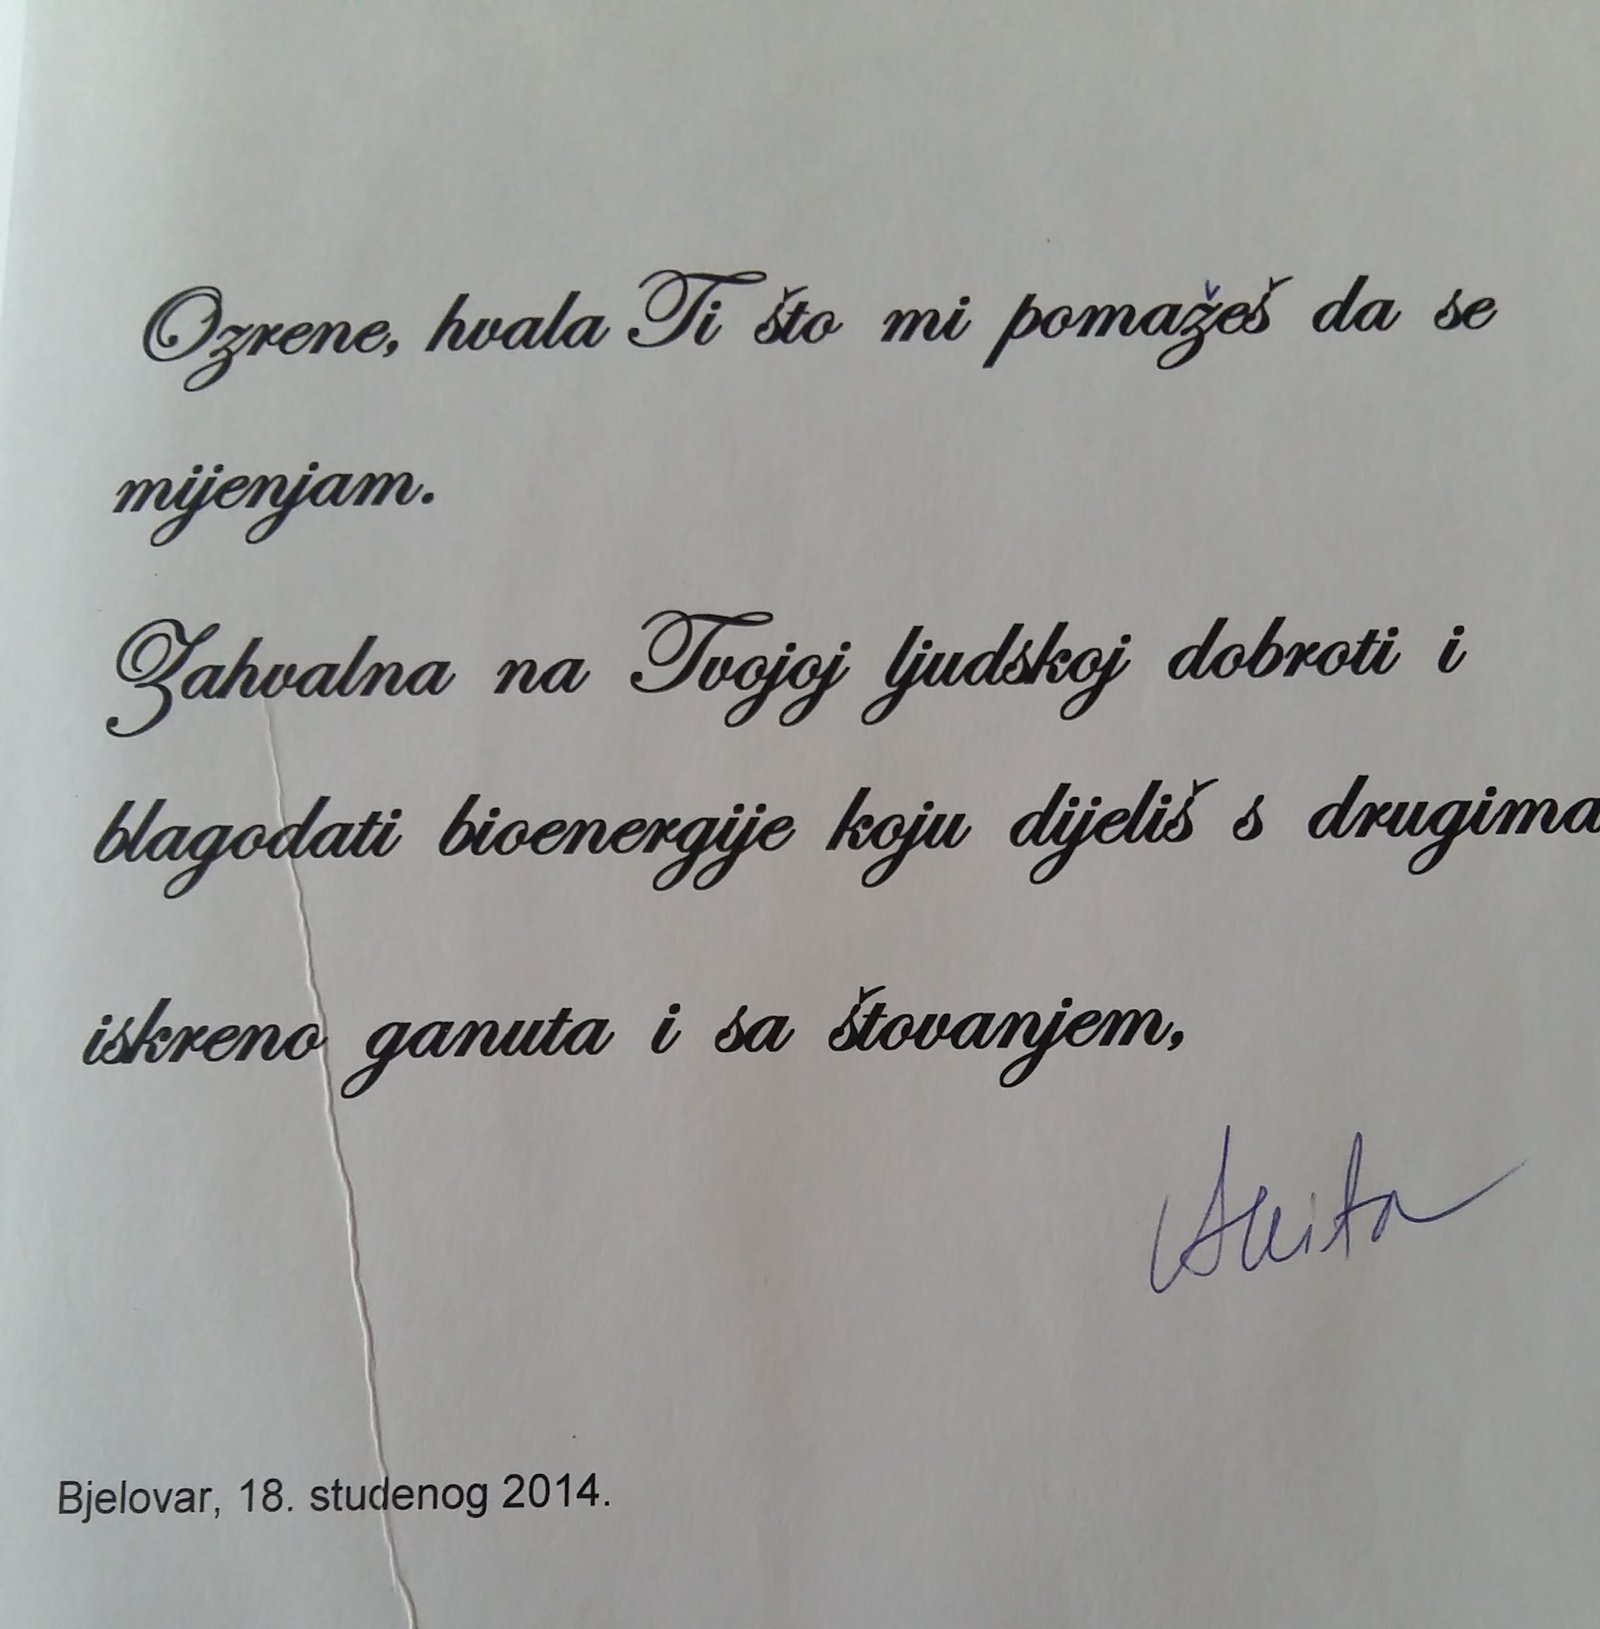 Ozrene, hvala Ti što mi pomažeš da se
mijenjam.
Zahvalna na Tvojoj ljudskoj dobroti i
blagodati bioenergije koju dijeliš s drugima
iskreno ganuta i sa štovanjem,
Anita
Bjelovar, 18. studenog 2014.